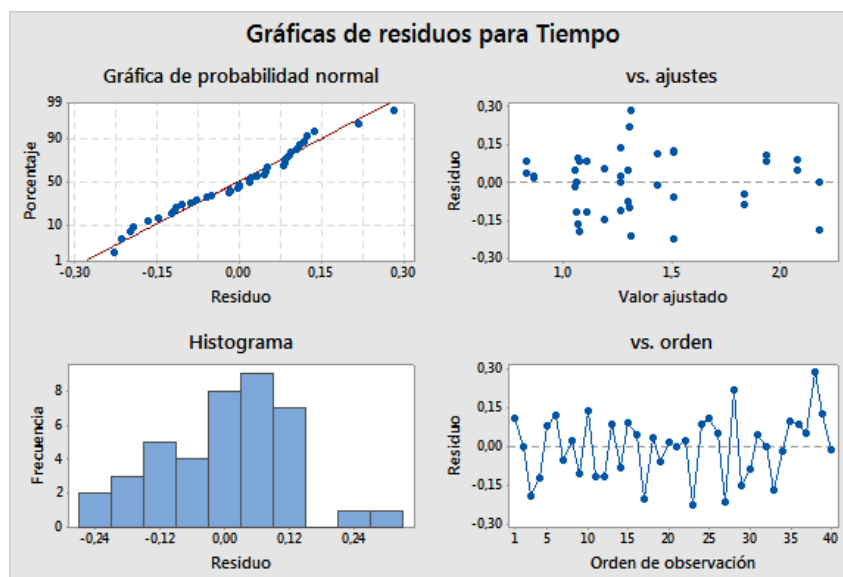 Gráficas de residuos para Tiempo
Gráfica de probabilidad normal
Porcentaje
99
90
50
10
1
-0,30 -0,15 0,00 0,15 0,30
Residuo
vs. ajustes
Residuo
0,30
0,15
0,00
-0,15
-0,30
1,0 1,5 2,0
Valor ajustado
Histograma
Frecuencia
8
6
4
2
0
-0,24 -0,12 0,00 0,12 0,24
Residuo
vs. orden
Residuo
0,30
0,15
0,00
-0,15
-0,30
1 5 10 15 20 25 30 35 40
Orden de observación